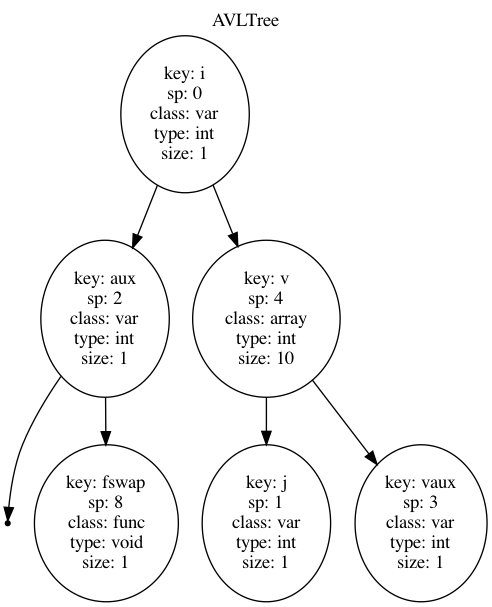 AVLTree
key: i
sp: 0
class: var
type: int
size: 1
key: aux
sp: 2
class: var
type: int
size: 1
key: v
sp: 4
class: array
type: int
size: 10
key: fswap
sp: 8
class: func
type: void
size: 1
key: j
sp: 1
class: var
type: int
size: 1
key: vaux
sp: 3
class: var
type: int
size: 1